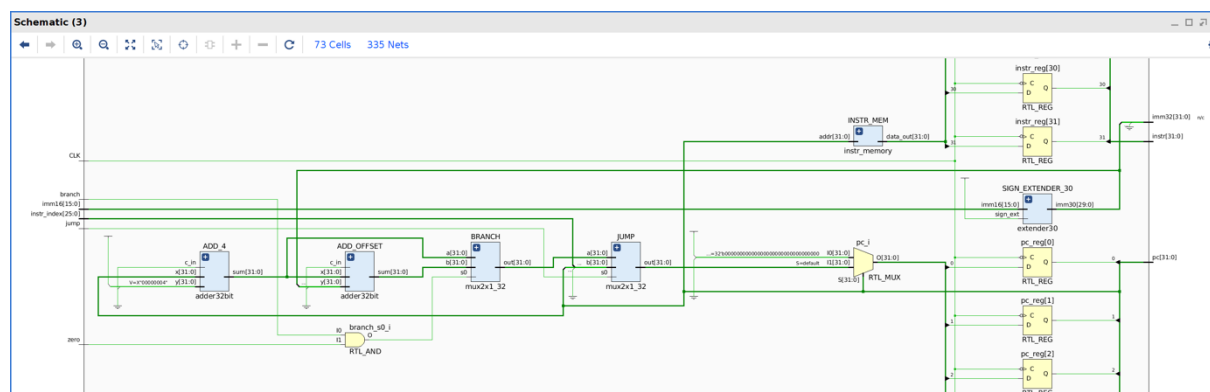 Schematic (3)
73 Cells 335 Nets
instr_reg[30]
C
D
Q
30
30
RTL_REG
instr_reg[31]
C
D
Q
31
31
RTL_REG
INSTR_MEM
addr[31:0]
data_out[31:0]
instr_memory
imm32[31:0] n/c
instr[31:0]
CLK
branch
imm16[15:0]
instr_index[25:0]
jump
SIGN_EXTENDER_30
imm16[15:0]
sign_ext
imm30[29:0]
extender30
ADD_4
c_in
x[31:0]
y[31:0]
V=X"00000004"
sum[31:0]
adder32bit
ADD_OFFSET
c_in
x[31:0]
y[31:0]
sum[31:0]
adder32bit
BRANCH
a[31:0]
b[31:0]
s0
out[31:0]
mux2x1_32
JUMP
a[31:0]
b[31:0]
s0
out[31:0]
mux2x1_32
pc_i
S=default
I0[31:0]
I1[31:0]
S[31:0]
O[31:0]
RTL_MUX
pc_reg[0]
C
D
Q
0
0
RTL_REG
pc[31:0]
pc_reg[1]
C
D
Q
1
1
RTL_REG
pc_reg[2]
C
D
Q
2
2
RTL_REG
zero
branch_s0_i
I0
I1
O
RTL_AND